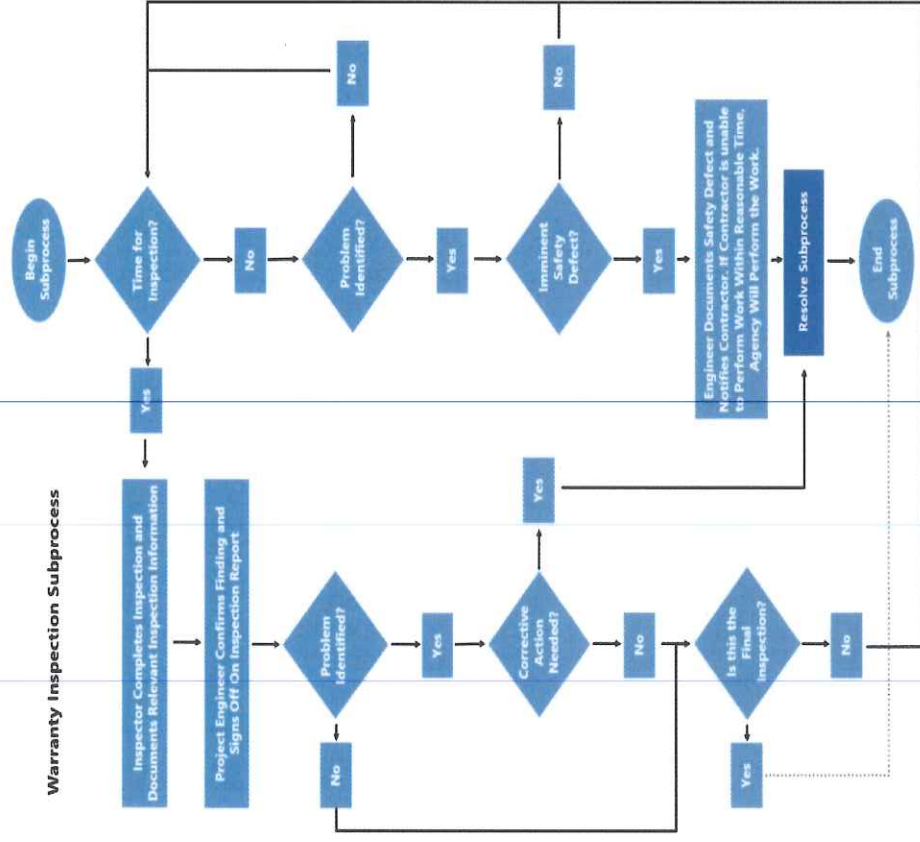 Warranty Inspection Subprocess
Begin
Subprocess
Time for
Inspection?
Yes
No
Inspector Completes Inspection and
Documents Relevant Inspection Information
Project Engineer Confirms Finding and
Signs Off On Inspection Report
Problem
Identified?
No
Yes
Corrective
Action
Needed?
Yes
No
Is this the
Final
Inspection?
Yes
No
Problem
Identified?
No
Yes
Imminent
Safety
Defect?
No
Yes
Engineer Documents Safety Defect and
Notifies Contractor. If Contractor is unable
to Perform Work Within Reasonable Time,
Agency Will Perform the Work.
Resolve Subprocess
End
Subprocess